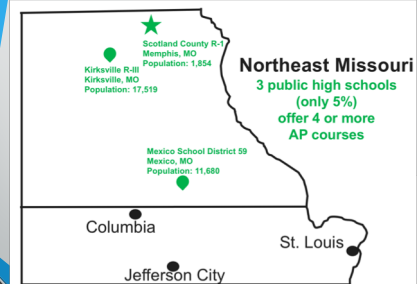 Scotland County R-1
Memphis, MO
Population: 1,854
Kirksville R-III
Kirksville, MO
Population: 17,519
Northeast Missouri
3 public high schools
(only 5%)
offer 4 or more
AP courses
Mexico School District 59
Mexico, MO
Population: 11,680
Columbia
St. Louis
Jefferson City